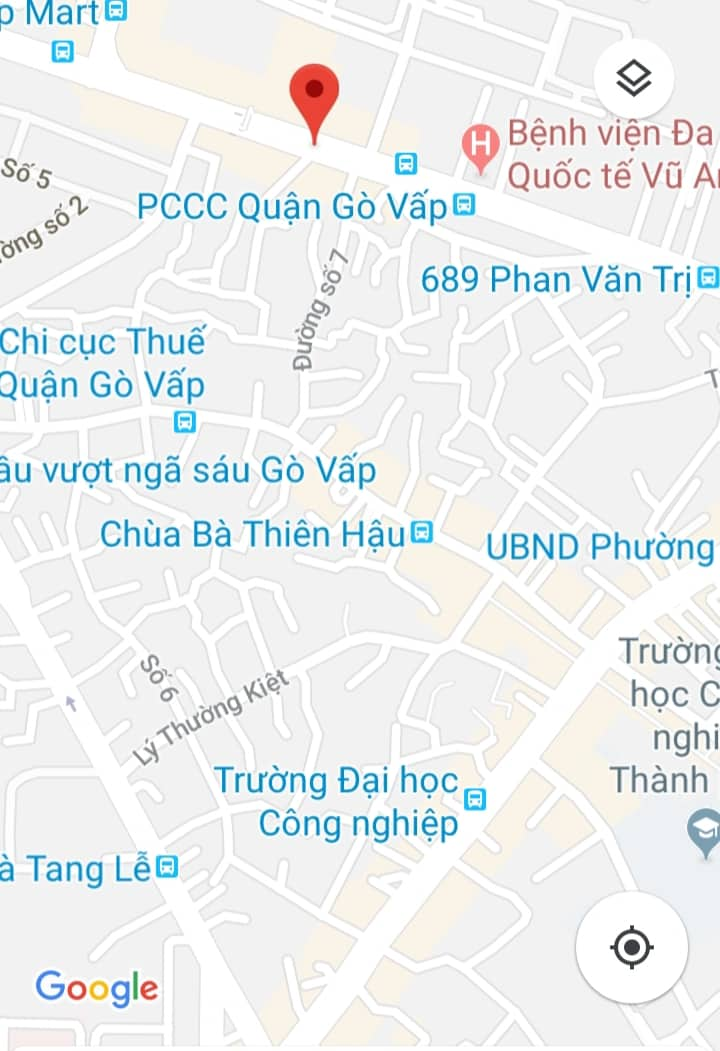 p Mart
H
Bệnh viện Đa
Quốc tế Vũ
Số 5
số 2
PCCC Quận Gò Vấp
689 Phan Văn Trị
Đường số 7
Chi cục Thuế
Quận Gò Vấp
T
ầu vượt ngã sáu Gò Vấp
Chùa Bà Thiên Hậu
UBND Phường
Số 6
Lý Thường Kiệt
Trường
học C
nghi
Thành
Trường Đại học
Công nghiệp
à Tang Lễ
Google